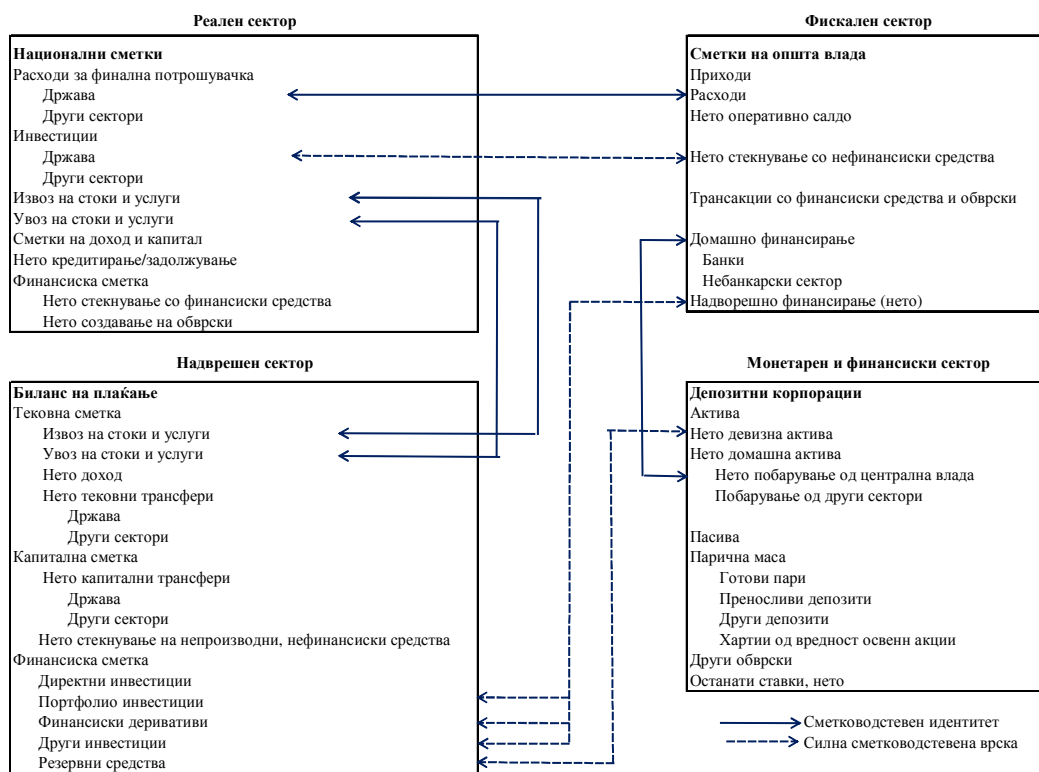 Реален сектор
Национални сметки
Расходи за финална потрошувачка
Држава
Други сектори
Инвестиции
Држава
Други сектори
Извоз на стоки и услуги
Увоз на стоки и услуги
Сметки на доход и капитал
Нето кредитирање/задолжување
Финансиска сметка
Нето стекнување со финансиски средства
Нето создавање на обврски
Фискален сектор
Сметки на општа влада
Приходи
Расходи
Нето оперативно салдо
Нето стекнување со нефинансиски средства
Трансакции со финансиски средства и обврски
Домашно финансирање
Банки
Небанкарски сектор
Надворешно финансирање (нето)
Надврешен сектор
Биланс на плаќање
Тековна сметка
Извоз на стоки и услуги
Увоз на стоки и услуги
Нето доход
Нето тековни трансфери
Држава
Други сектори
Капитална сметка
Нето капитални трансфери
Држава
Други сектори
Нето стекнување на непроизводни, нефинансиски средства
Финансиска сметка
Директни инвестиции
Портфолио инвестиции
Финансиски деривативи
Други инвестиции
Резервни средства
Монетарен и финансиски сектор
Депозитни корпорации
Актива
Нето девизна актива
Нето домашна актива
Нето побарување од централна влада
Побарување од други сектори
Пасива
Парична маса
Готови пари
Преносливи депозити
Други депозити
Хартии од вредност освенн акции
Други обврски
Останати ставки, нето
Сметководствен идентитет
Силна сметководствена врска